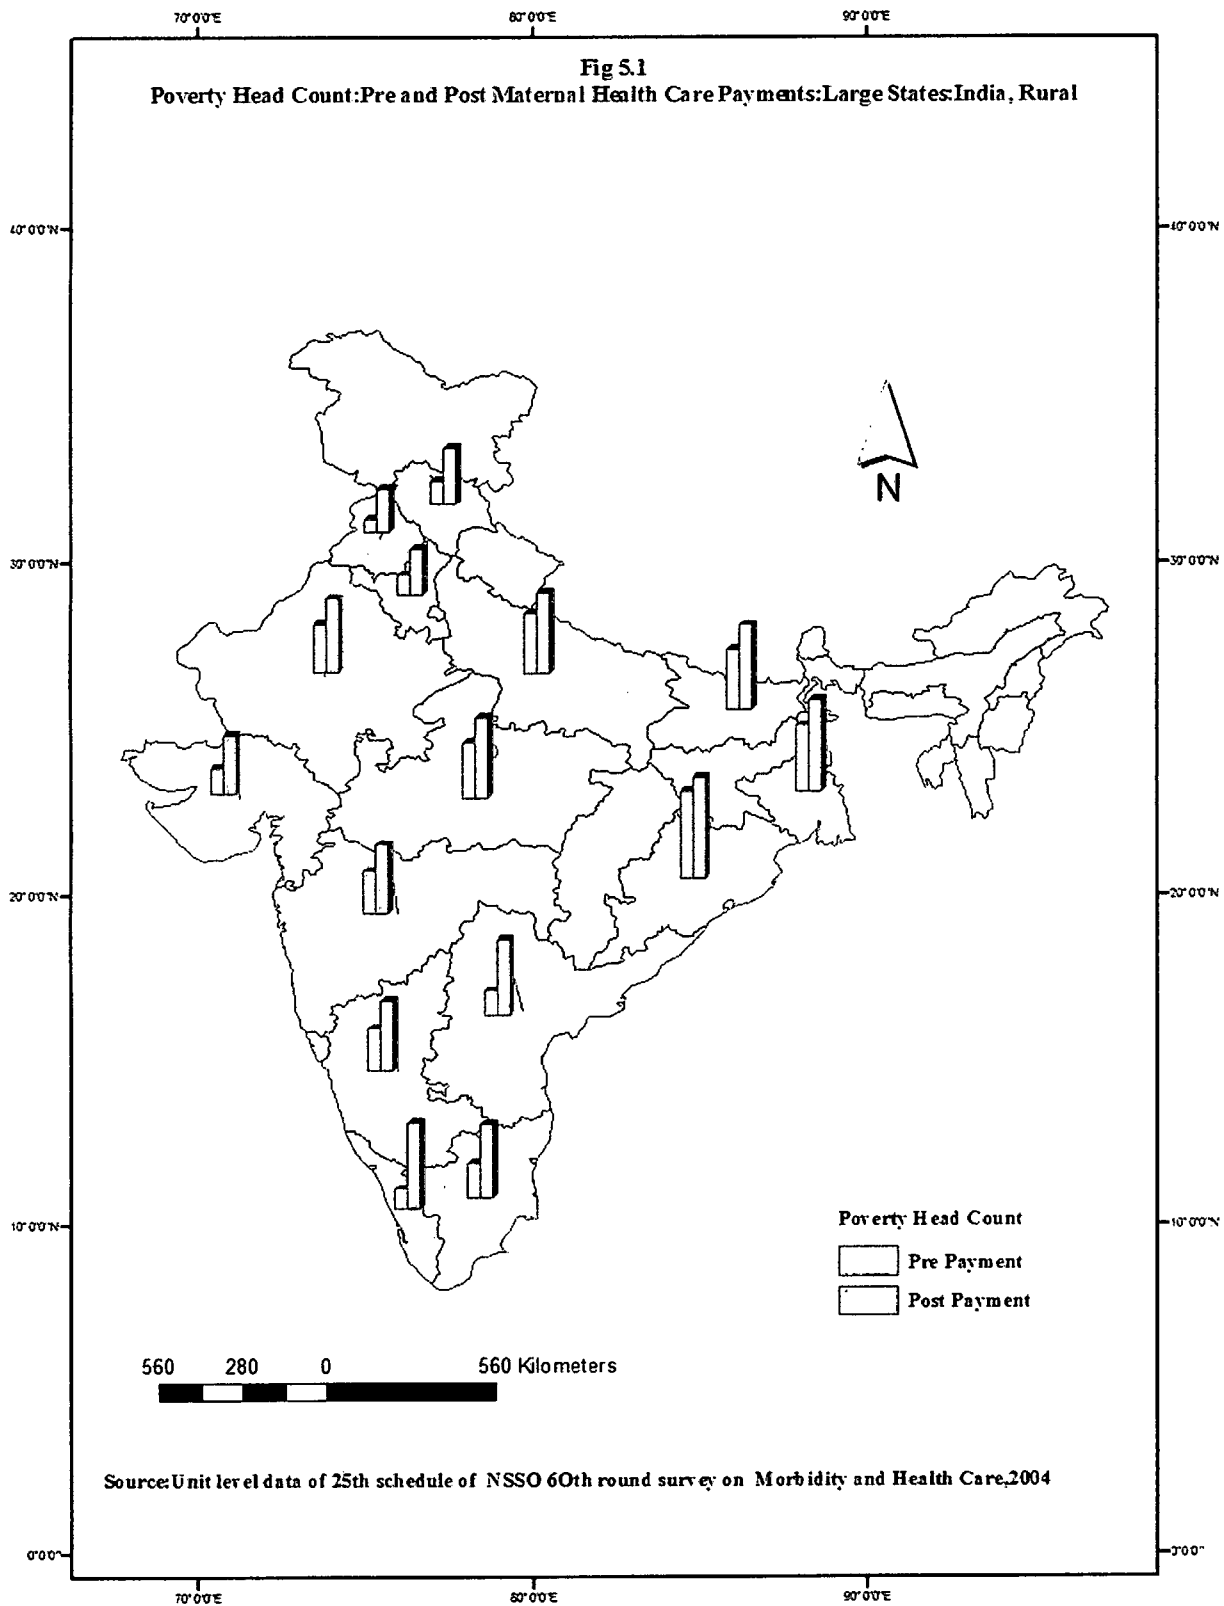 70°0'0"E 80°0'0"E 90°0'0"E
Fig 5.1
Poverty Head Count:Pre and Post Maternal Health Care Payments:Large States:India, Rural
40°0'0"N 40°0'0"N
N
30°0'0"N 30°0'0"N
20°0'0"N 20°0'0"N
10°0'0"N 10°0'0"N
Poverty Head Count
Pre Payment
Post Payment
560 280 0 560 Kilometers
Source:Unit level data of 25th schedule of NSSO 60th round survey on Morbidity and Health Care,2004
0°0'0" 0°0'0"
70°0'0"E 80°0'0"E 90°0'0"E